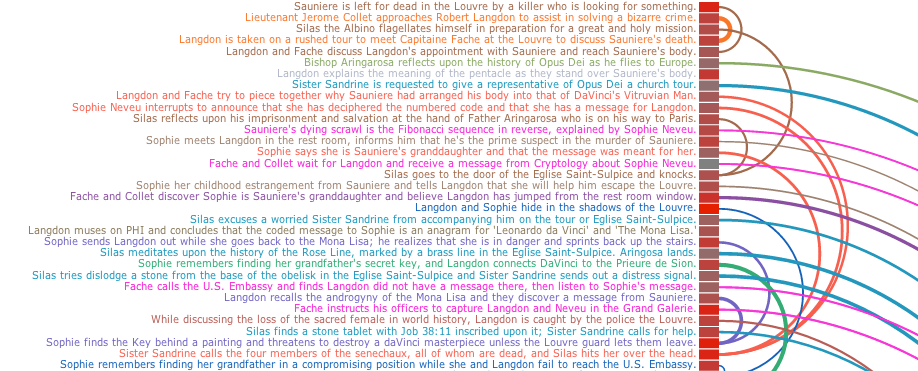 Sauniere is left for dead in the Louvre by a killer who is looking for something.
Lieutenant Jerome Collet approaches Robert Langdon to assist in solving a bizarre crime.
Silas the Albino flagellates himself in preparation for a great and holy mission.
Langdon is taken on a rushed tour to meet Capitaine Fache at the Louvre to discuss Sauniere's death.
Langdon and Fache discuss Langdon's appointment with Sauniere and reach Sauniere's body.
Bishop Aringarosa reflects upon the history of Opus Dei as he flies to Europe.
Langdon explains the meaning of the pentacle as they stand over Sauniere's body.
Sister Sandrine is requested to give a representative of Opus Dei a church tour.
Langdon and Fache try to piece together why Sauniere had arranged his body into that of DaVinci's Vitruvian Man.
Sophie Neveu interrupts to announce that she has deciphered the numbered code and that she has a message for Langdon.
Silas reflects upon his imprisonment and salvation at the hand of Father Aringarosa who is on his way to Paris.
Sauniere's dying scrawl is the Fibonacci sequence in reverse, explained by Sophie Neveu.
Sophie meets Langdon in the rest room, informs him that he's the prime suspect in the murder of Sauniere.
Sophie says she is Sauniere's granddaughter and that the message was meant for her.
Fache and Collet wait for Langdon and receive a message from Cryptology about Sophie Neveu.
Silas goes to the door of the Eglise Saint-Sulpice and knocks.
Sophie her childhood estrangement from Sauniere and tells Langdon that she will help him escape the Louvre.
Fache and Collet discover Sophie is Sauniere's granddaughter and believe Langdon has jumped from the rest room window.
Langdon and Sophie hide in the shadows of the Louvre.
Silas excuses a worried Sister Sandrine from accompanying him on the tour or Eglise Saint-Sulpice.
Langdon muses on PHI and concludes that the coded message to Sophie is an anagram for 'Leonardo da Vinci' and 'The Mona Lisa.'
Sophie sends Langdon out while she goes back to the Mona Lisa; he realizes that she is in danger and sprints back up the stairs.
Silas meditates upon the history of the Rose Line, marked by a brass line in the Eglise Saint-Sulpice. Aringosa lands.
Sophie remembers finding her grandfather's secret key, and Langdon connects DaVinci to the Prieure de Sion.
Silas tries dislodge a stone from the base of the obelisk in the Eglise Saint-Sulpice and Sister Sandrine sends out a distress signal.
Fache calls the U.S. Embassy and finds Langdon did not have a message there, then listen to Sophie's message.
Langdon recalls the androgyny of the Mona Lisa and they discover a message from Sauniere.
Fache instructs his officers to capture Langdon and Neveu in the Grand Galerie.
While discussing the loss of the sacred female in world history, Langdon is caught by the police the Louvre.
Silas finds a stone tablet with Job 38:11 inscribed upon it; Sister Sandrine calls for help.
Sophie finds the Key behind a painting and threatens to destroy a daVinci masterpiece unless the Louvre guard lets them leave.
Sister Sandrine calls the four members of the senechaux, all of whom are dead, and Silas hits her over the head.
Sophie remembers finding her grandfather in a compromising position while she and Langdon fail to reach the U.S. Embassy.